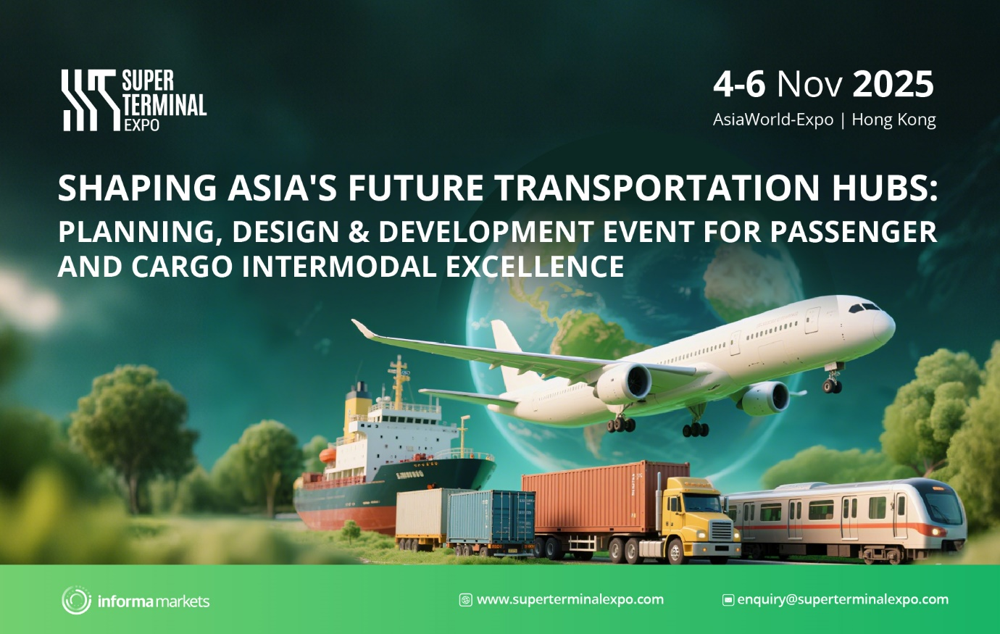 SUPER
TERMINAL
EXPO
4-6 Nov 2025
AsiaWorld-Expo | Hong Kong
SHAPING ASIA'S FUTURE TRANSPORTATION HUBS:
PLANNING, DESIGN & DEVELOPMENT EVENT FOR PASSENGER
AND CARGO INTERMODAL EXCELLENCE
informa markets
www.superterminalexpo.com
enquiry@superterminalexpo.com